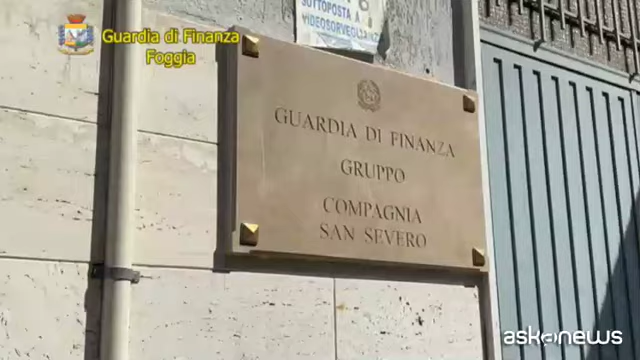 Guardia di Finanza
Foggia
SOTTOPOSTA A
VIDEOSORVEGLIANZA
GUARDIA DI FINANZA
GRUPPO
COMPAGNIA
SAN SEVERO
askanews